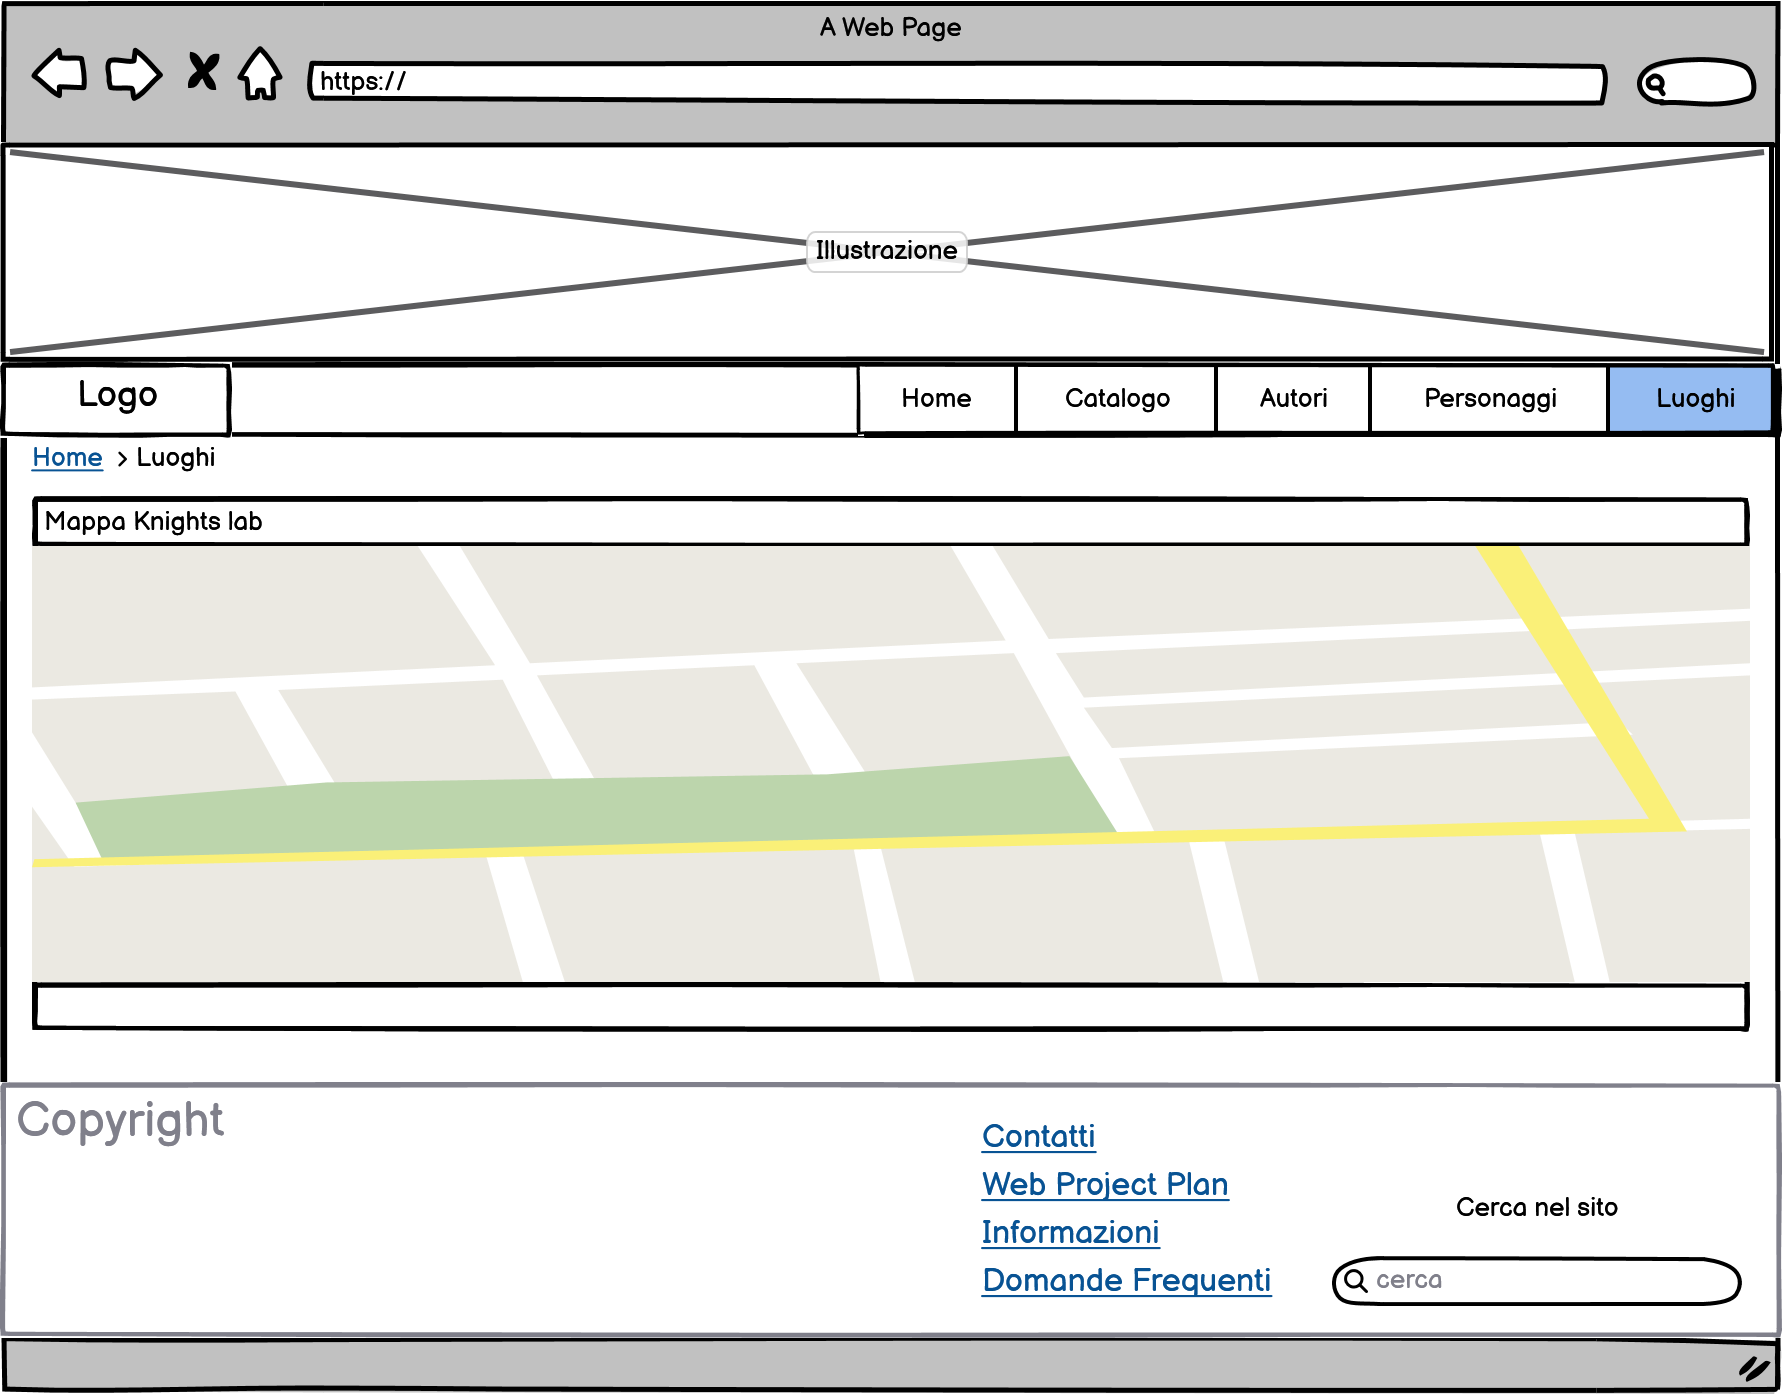 A Web Page
https://
Illustrazione
Logo
Home
Catalogo
Autori
Personaggi
Luoghi
Home > Luoghi
Mappa Knights lab
Copyright
Contatti
Web Project Plan
Informazioni
Domande Frequenti
Cerca nel sito
cerca